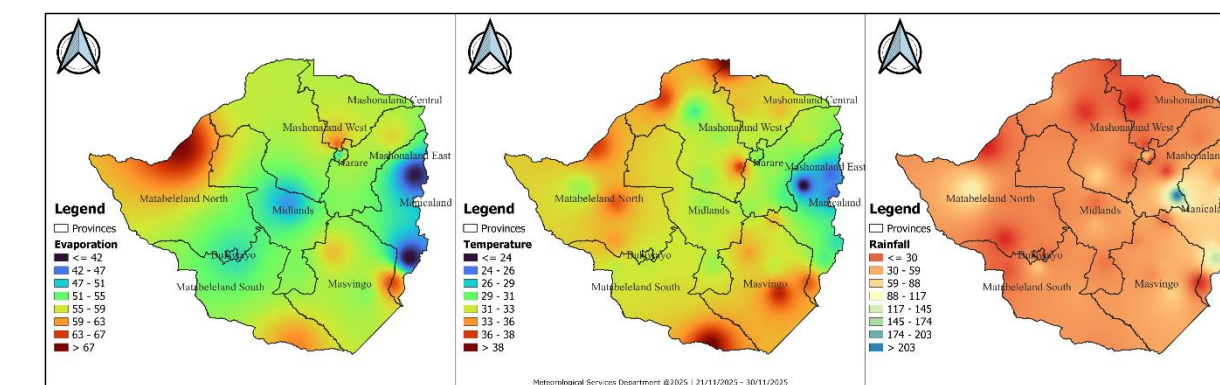 Mashonaland Central
Mashonaland West
Harare
Mashonaland East
Matabeleland North
Midlands
Manicaland
Bulawayo
Matabeleland South
Masvingo
Legend
Provinces
Evaporation
<= 42
42 - 47
47 - 51
51 - 55
55 - 59
59 - 63
63 - 67
> 67
Mashonaland Central
Mashonaland West
Harare
Mashonaland East
Matabeleland North
Midlands
Manicaland
Bulawayo
Matabeleland South
Masvingo
Legend
Provinces
Temperature
<= 24
24 - 26
26 - 29
29 - 31
31 - 33
33 - 36
36 - 38
> 38
Mashonaland C
Mashonaland West
Harare
Mashonalan
Matabeleland North
Midlands
Manicala
Bulawayo
Matabeleland South
Masvingo
Legend
Provinces
Rainfall
<= 30
30 - 59
59 - 88
88 - 117
117 - 145
145 - 174
174 - 203
> 203
Meteorological Services Department @2025 | 21/11/2025 - 30/11/2025